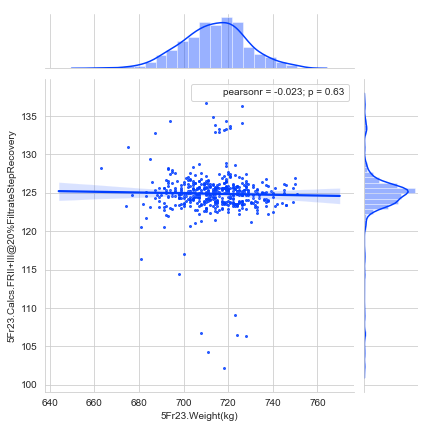 pearsonr = -0.023; p = 0.63
135
130
125
120
115
110
105
100
5Fr23.Calcs.FRII+III@20%FiltrateStepRecovery
640 660 680 700 720 740 760
5Fr23.Weight(kg)